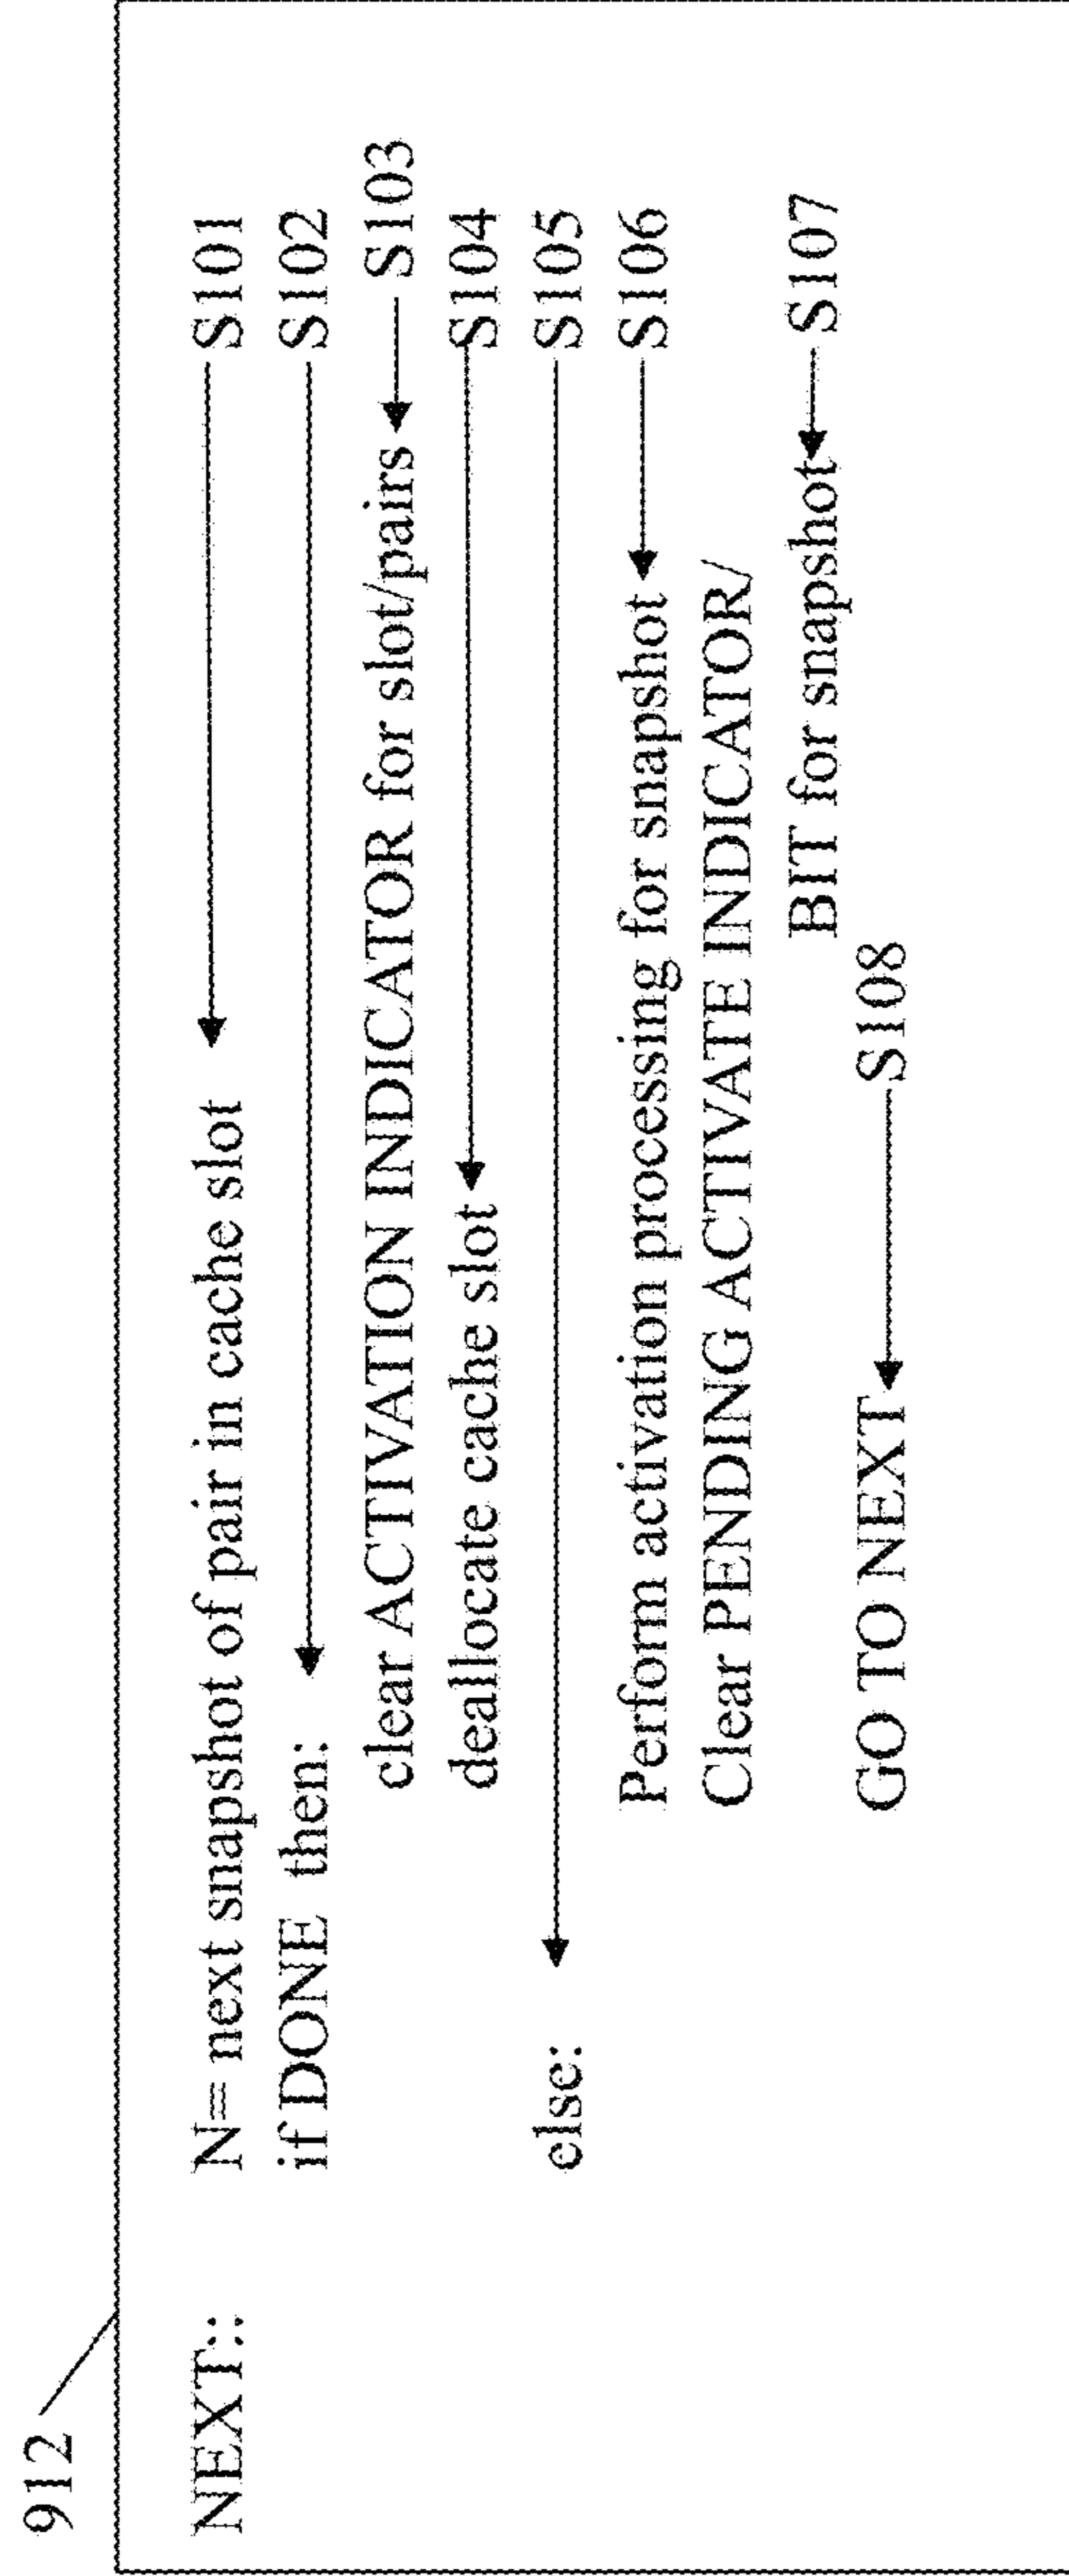 912
NEXT:: N= next snapshot of pair in cache slot S101
if DONE then: S102
clear ACTIVATION INDICATOR for slot/pairs S103
deallocate cache slot S104
else: S105
Perform activation processing for snapshot S106
Clear PENDING ACTIVATE INDICATOR/
BIT for snapshot S107
GO TO NEXT S108